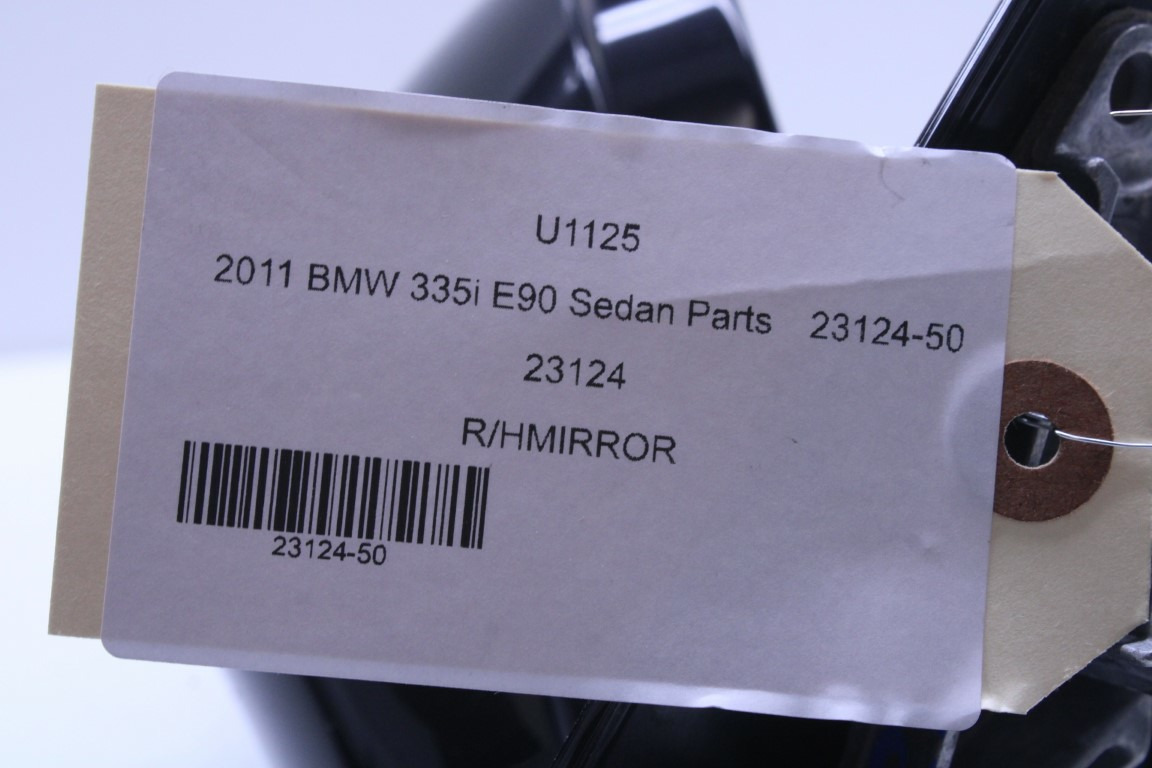 U1125
2011 BMW 335i E90 Sedan Parts 23124-50
23124
R/HMIRROR
23124-50